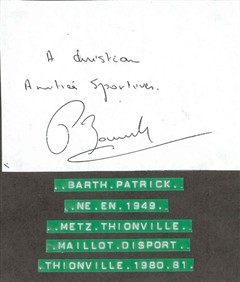 A Christian
Amitiés Sportives.
..BARTH.PATRICK..
..NE.EN.1949..
..METZ.THIONVILLE..
..MAILLOT.DISPORT..
..THIONVILLE.1980.81.